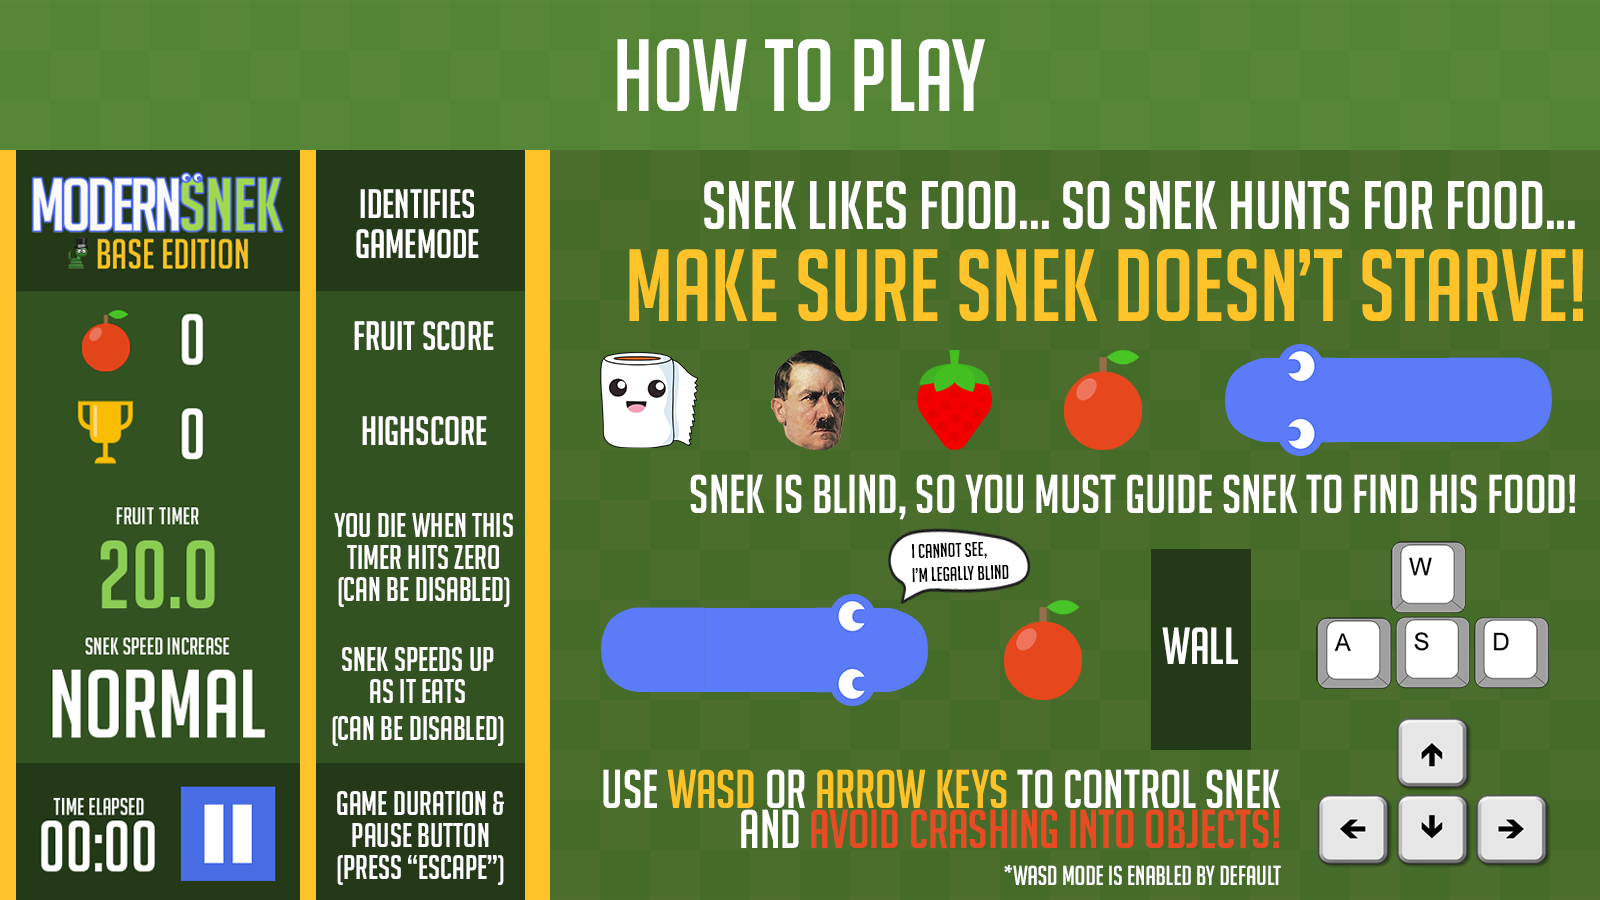 HOW TO PLAY
MODERNSNEK
BASE EDITION
IDENTIFIES
GAMEMODE
0
FRUIT SCORE
0
HIGHSCORE
FRUIT TIMER
20.0
YOU DIE WHEN THIS
TIMER HITS ZERO
(CAN BE DISABLED)
SNEK SPEED INCREASE
NORMAL
SNEK SPEEDS UP
AS IT EATS
(CAN BE DISABLED)
TIME ELAPSED
00:00
GAME DURATION &
PAUSE BUTTON
(PRESS “ESCAPE”)
SNEK LIKES FOOD... SO SNEK HUNTS FOR FOOD...
MAKE SURE SNEK DOESN’T STARVE!
SNEK IS BLIND, SO YOU MUST GUIDE SNEK TO FIND HIS FOOD!
I CANNOT SEE,
I’M LEGALLY BLIND
WALL
W
A S D
USE WASD OR ARROW KEYS TO CONTROL SNEK
AND AVOID CRASHING INTO OBJECTS!
*WASD MODE IS ENABLED BY DEFAULT